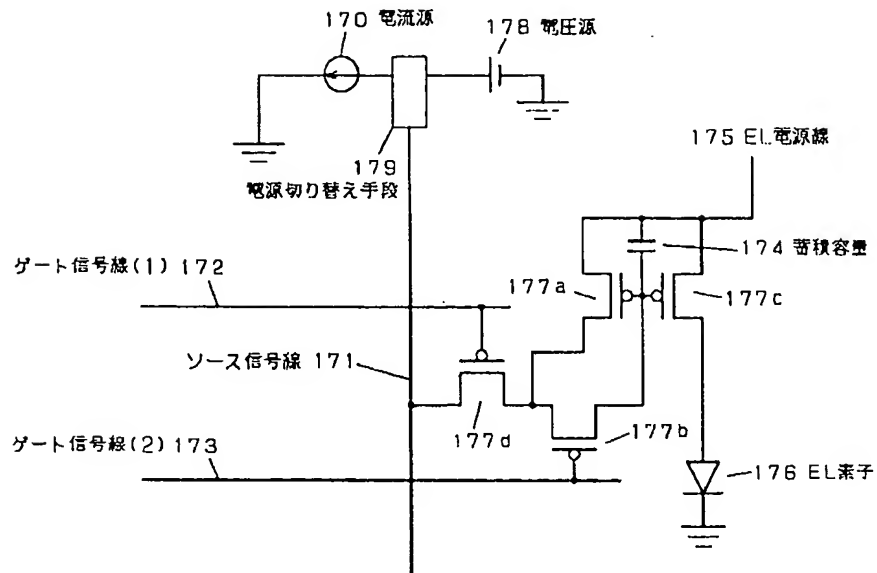 170 電流源
178 電圧源
179
電源切り替え手段
175 EL電源線
174 蓄積容量
ゲート信号線(1) 172
177a
177c
ソース信号線 171
177d
177b
ゲート信号線(2) 173
176 EL素子